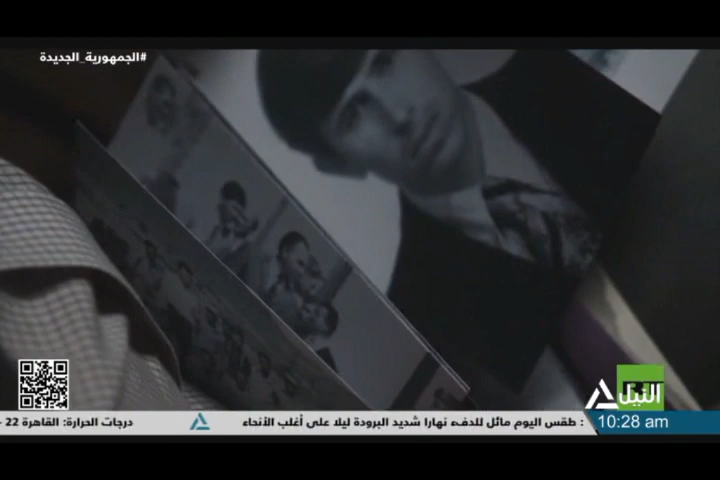 #الجمهورية_الجديدة
RT
النيل
: طقس اليوم مائل للدفء نهارا شديد البرودة ليلا على أغلب الأنحاء
درجات الحرارة: القاهرة 22 -
10:28 am